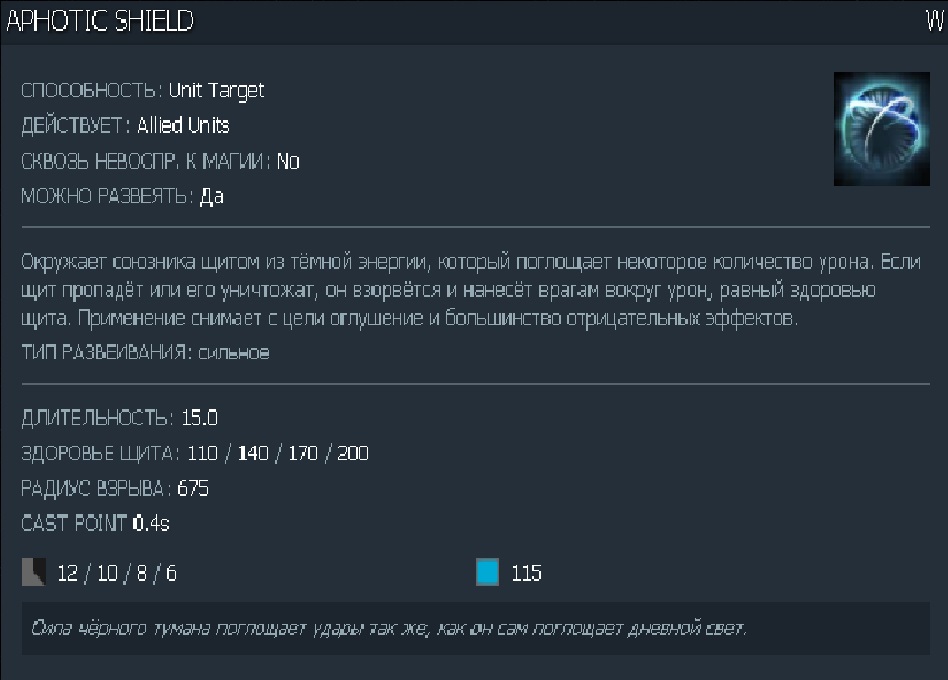 APHOTIC SHIELD W
СПОСОБНОСТЬ: Unit Target
ДЕЙСТВУЕТ: Allied Units
СКВОЗЬ НЕВОСПР. К МАГИИ: No
МОЖНО РАЗВЕЯТЬ: Да
Окружает союзника щитом из тёмной энергии, который поглощает некоторое количество урона. Если
щит пропадёт или его уничтожат, он взорвётся и нанесёт врагам вокруг урон, равный здоровью
щита. Применение снимает с цели оглушение и большинство отрицательных эффектов.
ТИП РАЗВЕИВАНИЯ: сильное
ДЛИТЕЛЬНОСТЬ: 15.0
ЗДОРОВЬЕ ЩИТА: 110 / 140 / 170 / 200
РАДИУС ВЗРЫВА: 675
CAST POINT 0.4s
12 / 10 / 8 / 6 115
Сила чёрного тумана поглощает удары так же, как он сам поглощает дневной свет.